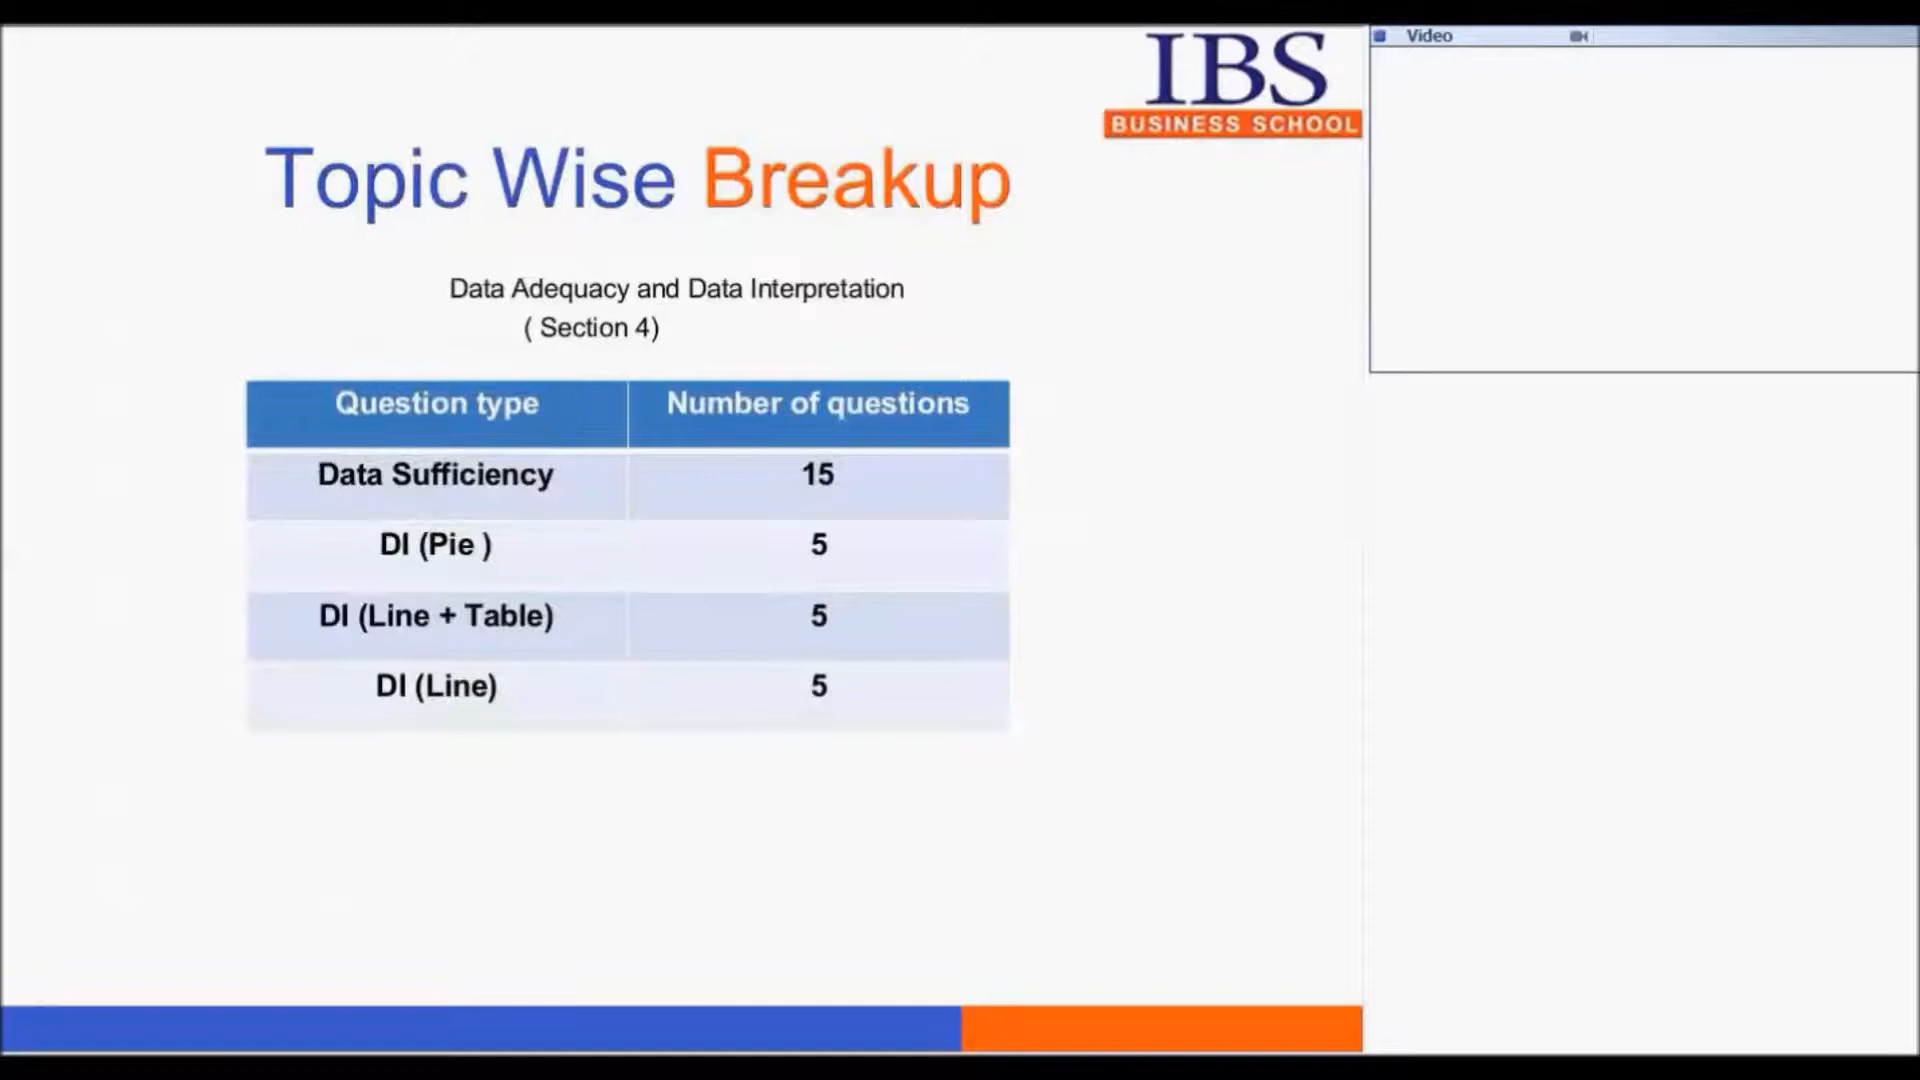 IBS
BUSINESS SCHOOL
Video
Topic Wise Breakup
Data Adequacy and Data Interpretation
( Section 4)
Question type Number of questions
Data Sufficiency 15
DI (Pie ) 5
DI (Line + Table) 5
DI (Line) 5